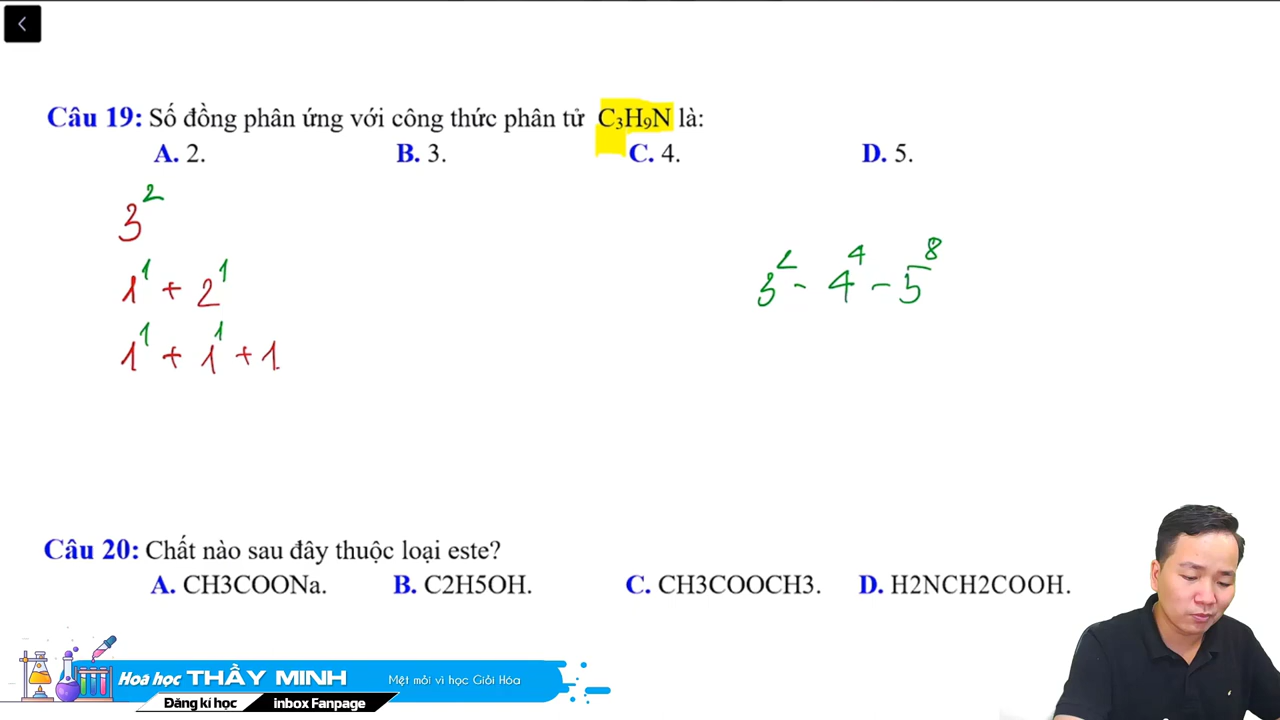 Câu 19: Số đồng phân ứng với công thức phân tử C₃H₉N là:
A. 2. B. 3. C. 4. D. 5.
3²
3² - 4⁴ - 5⁸
1¹ + 2¹
1¹ + 1¹ + 1
Câu 20: Chất nào sau đây thuộc loại este?
A. CH3COONa. B. C2H5OH. C. CH3COOCH3. D. H2NCH2COOH.
Hoá học THẦY MINH
Mệt mỏi vì học Giỏi Hóa
Đăng kí học inbox Fanpage